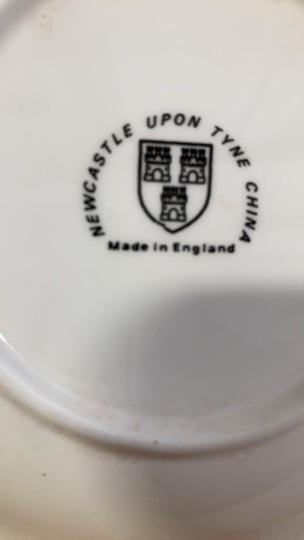 NEWCASTLE UPON TYNE CHINA
Made in England